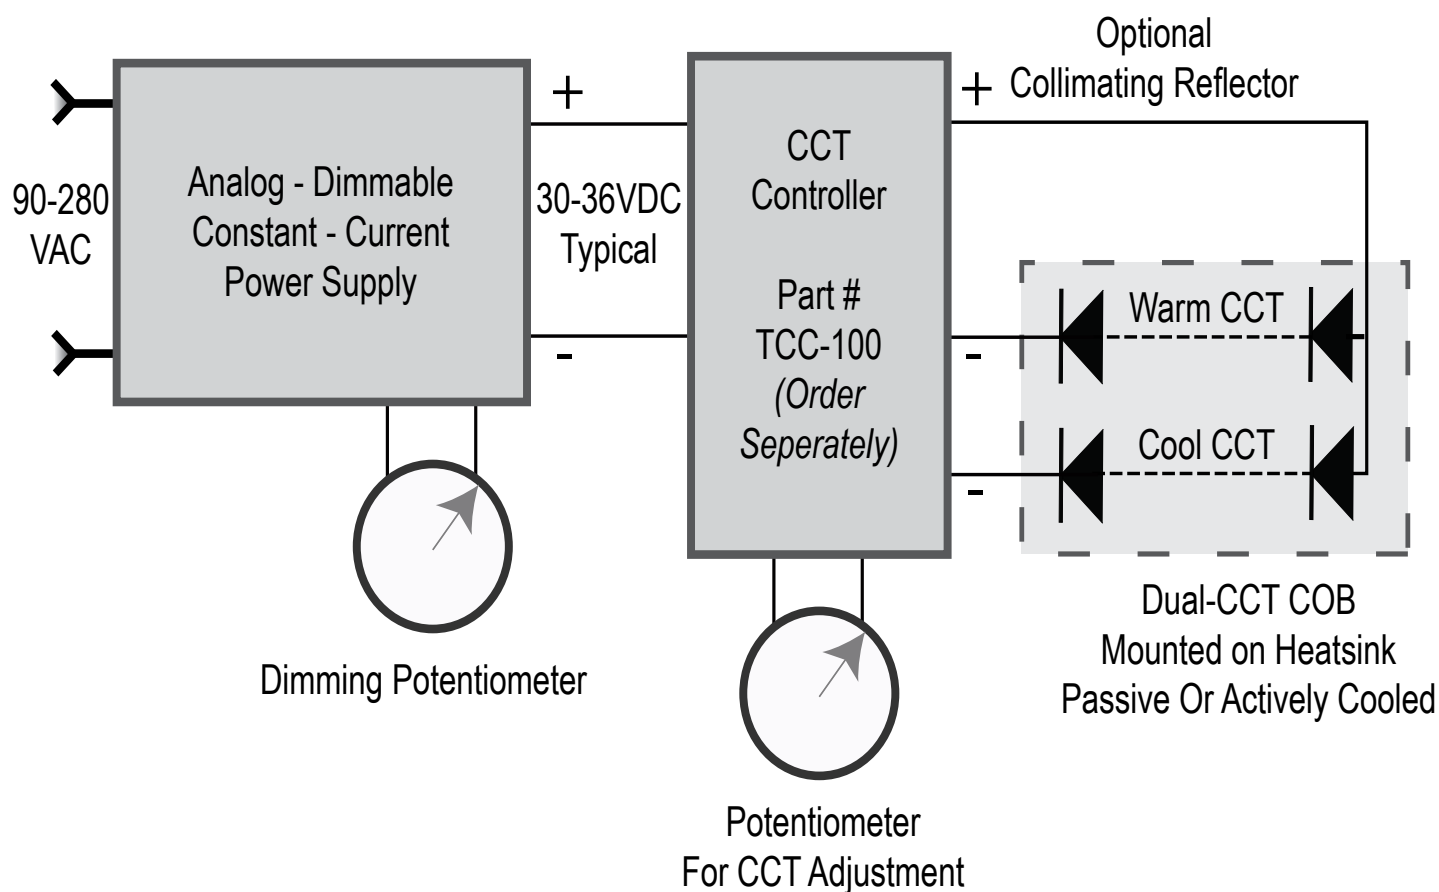 Optional
Collimating Reflector
+
+
90-280
VAC
Analog - Dimmable
Constant - Current
Power Supply
30-36VDC
Typical
-
CCT
Controller
Part #
TCC-100
(Order
Seperately)
-
-
Warm CCT
Cool CCT
Dual-CCT COB
Mounted on Heatsink
Passive Or Actively Cooled
Dimming Potentiometer
Potentiometer
For CCT Adjustment